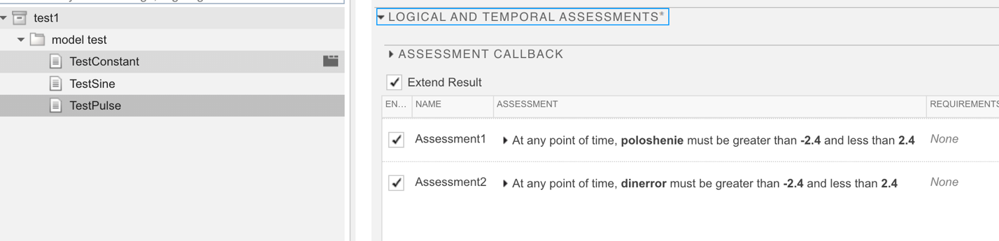 test1
model test
TestConstant
TestSine
TestPulse
LOGICAL AND TEMPORAL ASSESSMENTS*
ASSESSMENT CALLBACK
Extend Result
EN... NAME ASSESSMENT REQUIREMENTS
Assessment1 At any point of time, poloshenie must be greater than -2.4 and less than 2.4 None
Assessment2 At any point of time, dinerror must be greater than -2.4 and less than 2.4 None